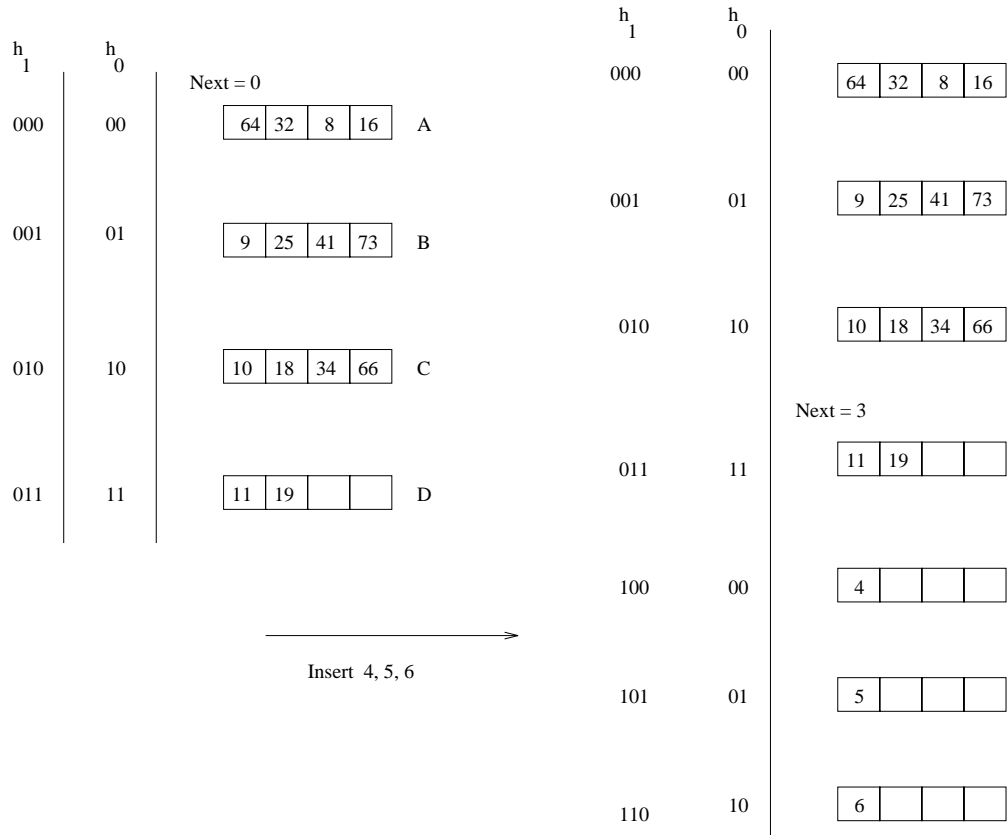 h1 h0
Next = 0
000 00 64 32 8 16 A
001 01 9 25 41 73 B
010 10 10 18 34 66 C
011 11 11 19 D
Insert 4, 5, 6
h1 h0
000 00 64 32 8 16
001 01 9 25 41 73
010 10 10 18 34 66
Next = 3
011 11 11 19
100 00 4
101 01 5
110 10 6